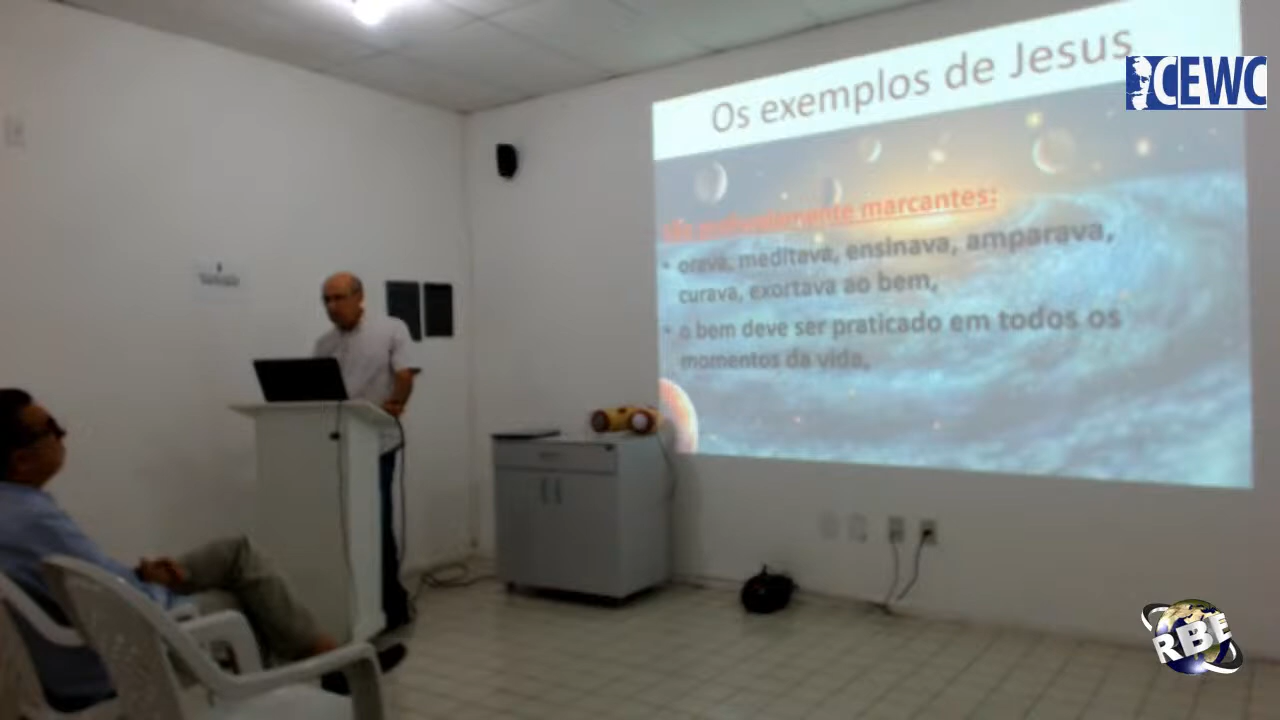 Os exemplos de Jesus
CEWC
marcantes:
• orava, meditava, ensinava, amparava,
curava, exortava ao bem,
• o bem deve ser praticado em todos os
momentos da vida,
RBE